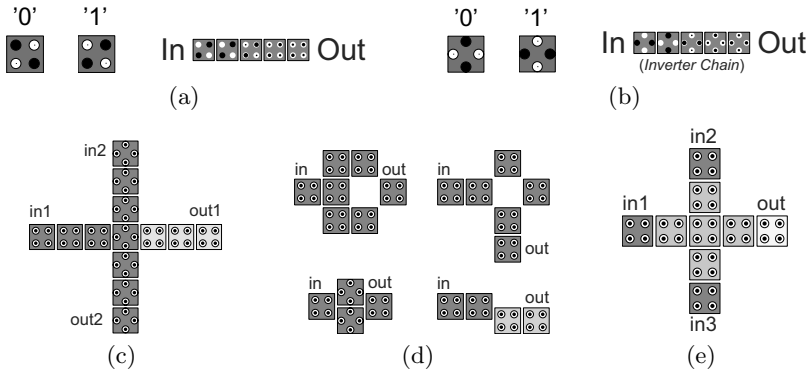 '0' '1'
In Out
(a)
'0' '1'
In Out
(Inverter Chain)
(b)
in2
in1 out1
out2
(c)
in out
in
out
out
in
out
in
(d)
in2
in1 out
in3
(e)